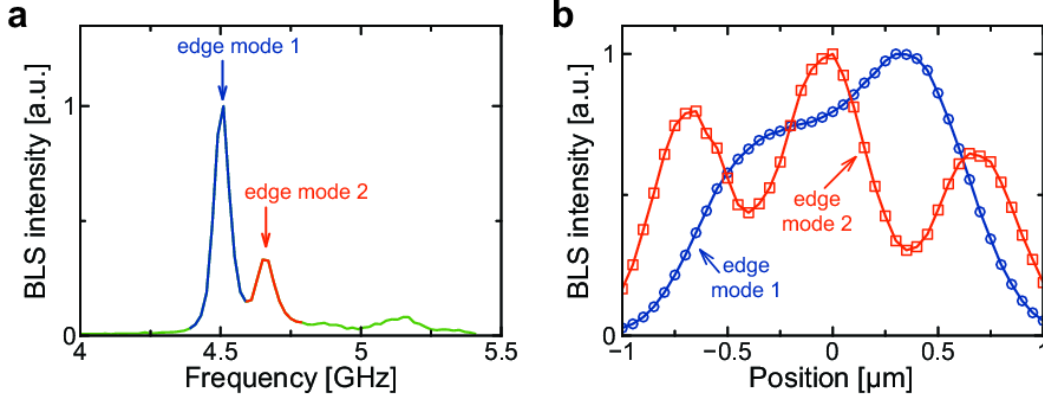 a
BLS intensity [a.u.]
1
0
edge mode 1
edge mode 2
4
4.5
5
5.5
Frequency [GHz]
b
BLS intensity [a.u.]
1
0
edge
mode 2
edge
mode 1
−1
−0.5
0
0.5
1
Position [µm]